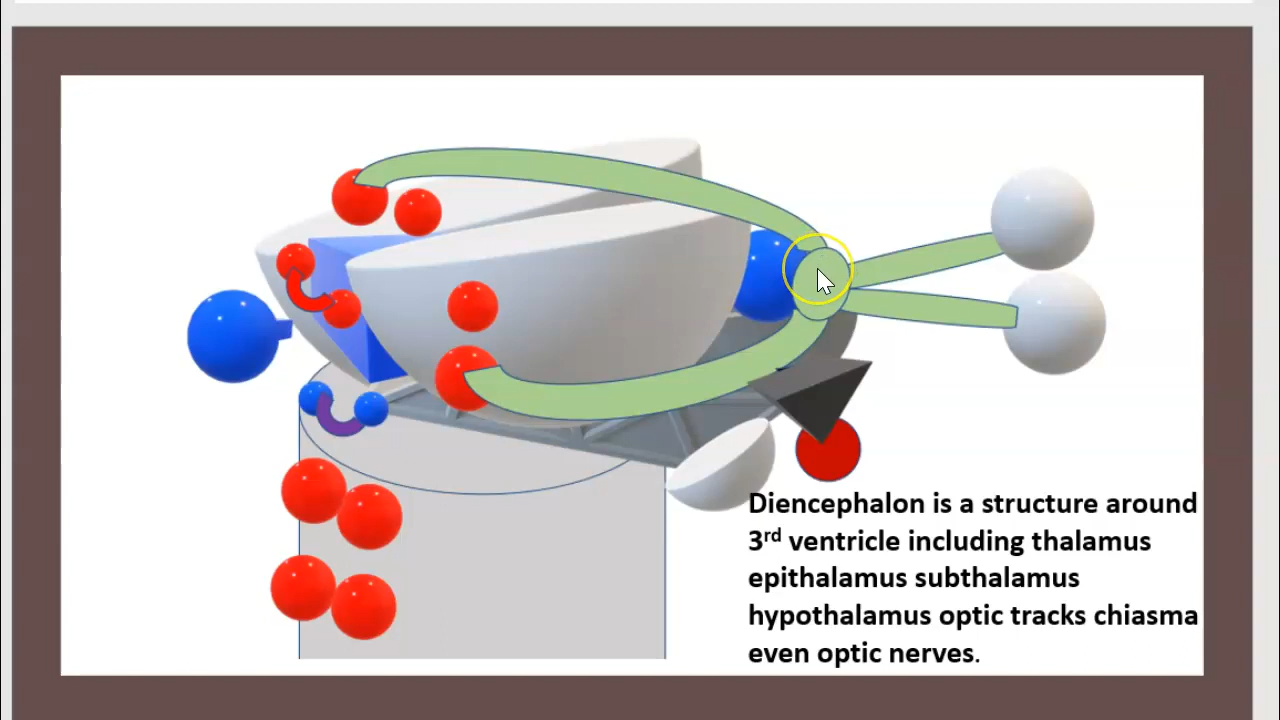 Diencephalon is a structure around
3rd ventricle including thalamus
epithalamus subthalamus
hypothalamus optic tracks chiasma
even optic nerves.